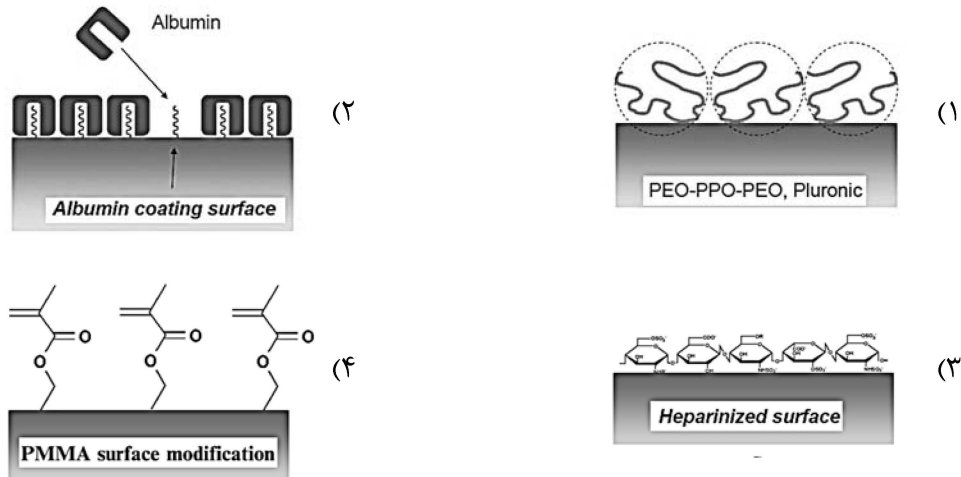 ۱)
PEO-PPO-PEO, Pluronic
۲)
Albumin
Albumin coating surface
۳)
Heparinized surface
۴)
O O O
O O O
PMMA surface modification